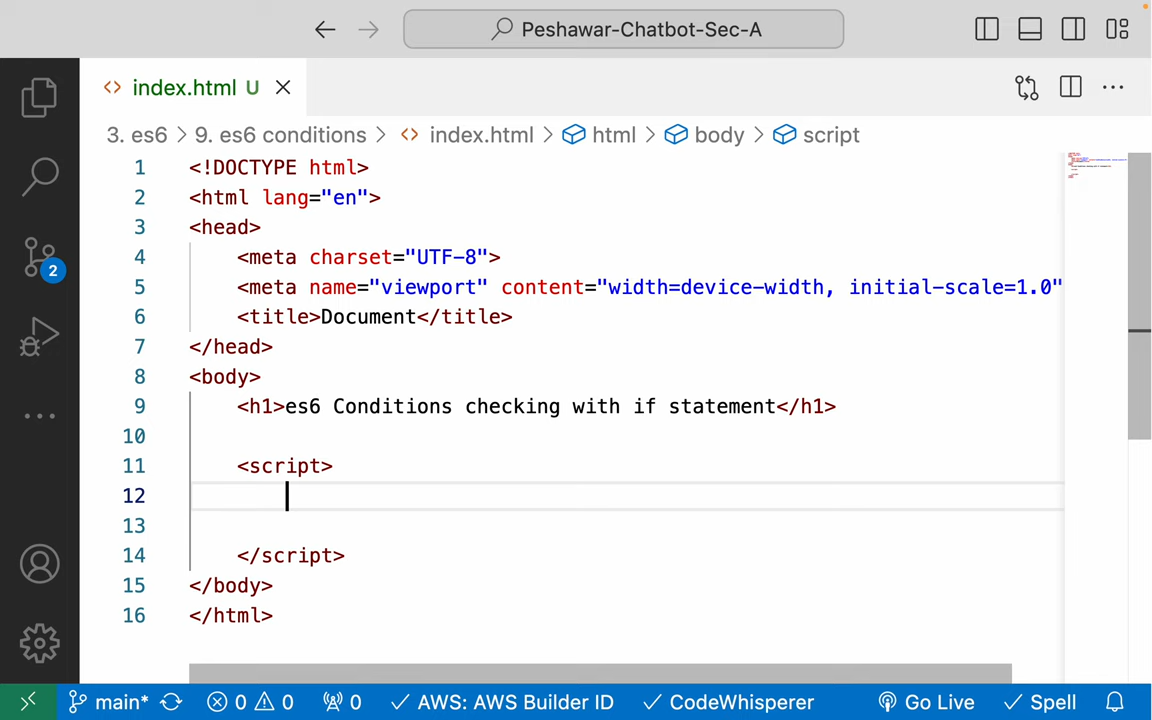 Peshawar-Chatbot-Sec-A
index.html U
3. es6 > 9. es6 conditions > index.html > html > body > script
1 <!DOCTYPE html>
2 <html lang="en">
3 <head>
4 <meta charset="UTF-8">
5 <meta name="viewport" content="width=device-width, initial-scale=1.0"
6 <title>Document</title>
7 </head>
8 <body>
9 <h1>es6 Conditions checking with if statement</h1>
10
11 <script>
12
13
14 </script>
15 </body>
16 </html>
2
main* 0 0 0 AWS: AWS Builder ID CodeWhisperer Go Live Spell